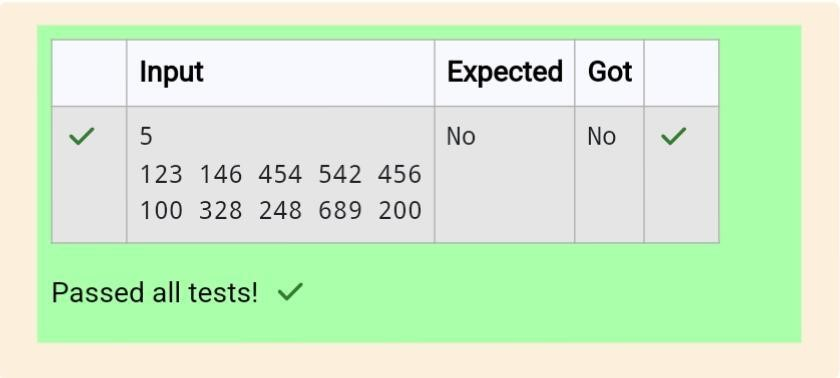 Input Expected Got
5 No No
123 146 454 542 456
100 328 248 689 200
Passed all tests!